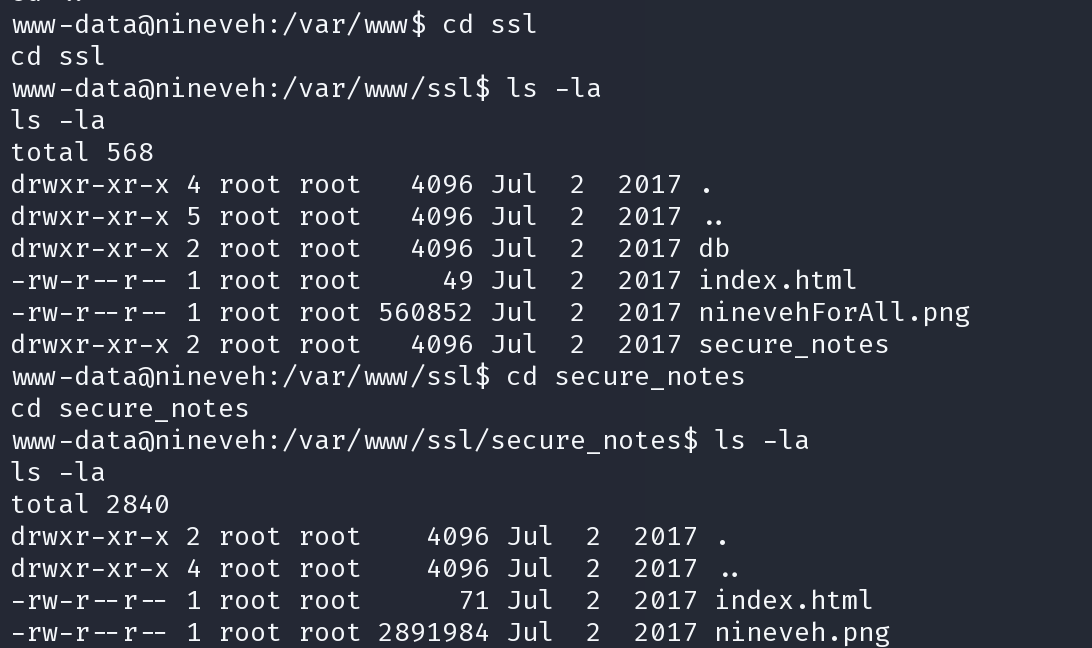 www-data@nineveh:/var/www$ cd ssl
cd ssl
www-data@nineveh:/var/www/ssl$ ls -la
ls -la
total 568
drwxr-xr-x 4 root root   4096 Jul  2  2017 .
drwxr-xr-x 5 root root   4096 Jul  2  2017 ..
drwxr-xr-x 2 root root   4096 Jul  2  2017 db
-rw-r--r-- 1 root root     49 Jul  2  2017 index.html
-rw-r--r-- 1 root root 560852 Jul  2  2017 ninevehForAll.png
drwxr-xr-x 2 root root   4096 Jul  2  2017 secure_notes
www-data@nineveh:/var/www/ssl$ cd secure_notes
cd secure_notes
www-data@nineveh:/var/www/ssl/secure_notes$ ls -la
ls -la
total 2840
drwxr-xr-x 2 root root    4096 Jul  2  2017 .
drwxr-xr-x 4 root root    4096 Jul  2  2017 ..
-rw-r--r-- 1 root root      71 Jul  2  2017 index.html
-rw-r--r-- 1 root root 2891984 Jul  2  2017 nineveh.png